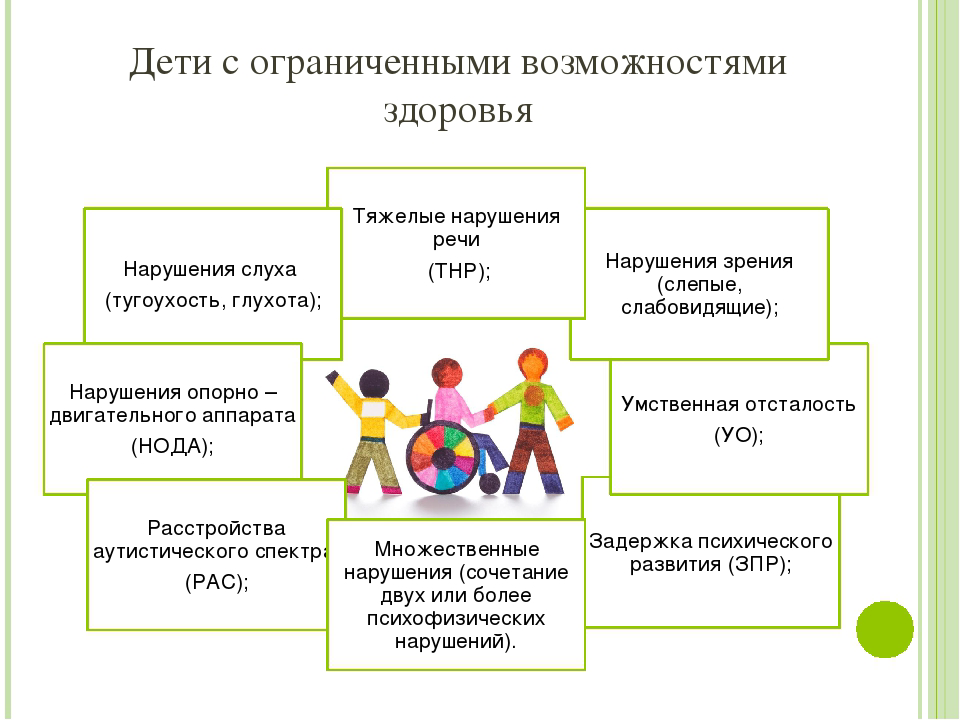 Дети с ограниченными возможностями
здоровья
Тяжелые нарушения
речи
(ТНР);
Нарушения зрения
(слепые,
слабовидящие);
Умственная отсталость
(УО);
Задержка психического
развития (ЗПР);
Множественные
нарушения (сочетание
двух или более
психофизических
нарушений).
Расстройства
аутистического спектра
(РАС);
Нарушения опорно –
двигательного аппарата
(НОДА);
Нарушения слуха
(тугоухость, глухота);